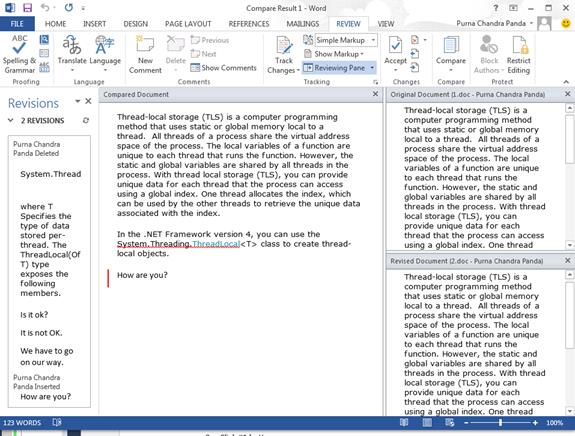 Compare Result 1 - Word
FILE HOME INSERT DESIGN PAGE LAYOUT REFERENCES MAILINGS REVIEW VIEW Purna Chandra Panda
ABC
Spelling &
Grammar
Proofing
Translate Language
Language
New
Comment
Delete
Previous
Next
Show Comments
Comments
Track
Changes
Simple Markup
Show Markup
Reviewing Pane
Tracking
Accept
Changes
Compare
Compare
Block
Authors
Restrict
Editing
Protect
Revisions
2 REVISIONS
Purna Chandra
Panda Deleted
System.Thread
where T
Specifies the
type of data
stored per-
thread. The
ThreadLocal(Of
T) type
exposes the
following
members.
Is it ok?
It is not OK.
We have to go
on our way.
Purna Chandra
Panda Inserted
How are you?
Compared Document
Thread-local storage (TLS) is a computer programming
method that uses static or global memory local to a
thread. All threads of a process share the virtual address
space of the process. The local variables of a function are
unique to each thread that runs the function. However, the
static and global variables are shared by all threads in the
process. With thread local storage (TLS), you can provide
unique data for each thread that the process can access
using a global index. One thread allocates the index, which
can be used by the other threads to retrieve the unique data
associated with the index.
In the .NET Framework version 4, you can use the
System.Threading.ThreadLocal<T> class to create thread-
local objects.
How are you?
Original Document (1.doc - Purna Chandra Panda)
Thread-local storage (TLS) is a
computer programming method
that uses static or global memory
local to a thread. All threads of a
process share the virtual address
space of the process. The local
variables of a function are unique
to each thread that runs the
function. However, the static and
global variables are shared by all
threads in the process. With thread
local storage (TLS), you can
provide unique data for each
thread that the process can access
using a global index. One thread
Revised Document (2.doc - Purna Chandra Panda)
Thread-local storage (TLS) is a
computer programming method
that uses static or global memory
local to a thread. All threads of a
process share the virtual address
space of the process. The local
variables of a function are unique
to each thread that runs the
function. However, the static and
global variables are shared by all
threads in the process. With thread
local storage (TLS), you can
provide unique data for each
thread that the process can access
using a global index. One thread
123 WORDS
100%